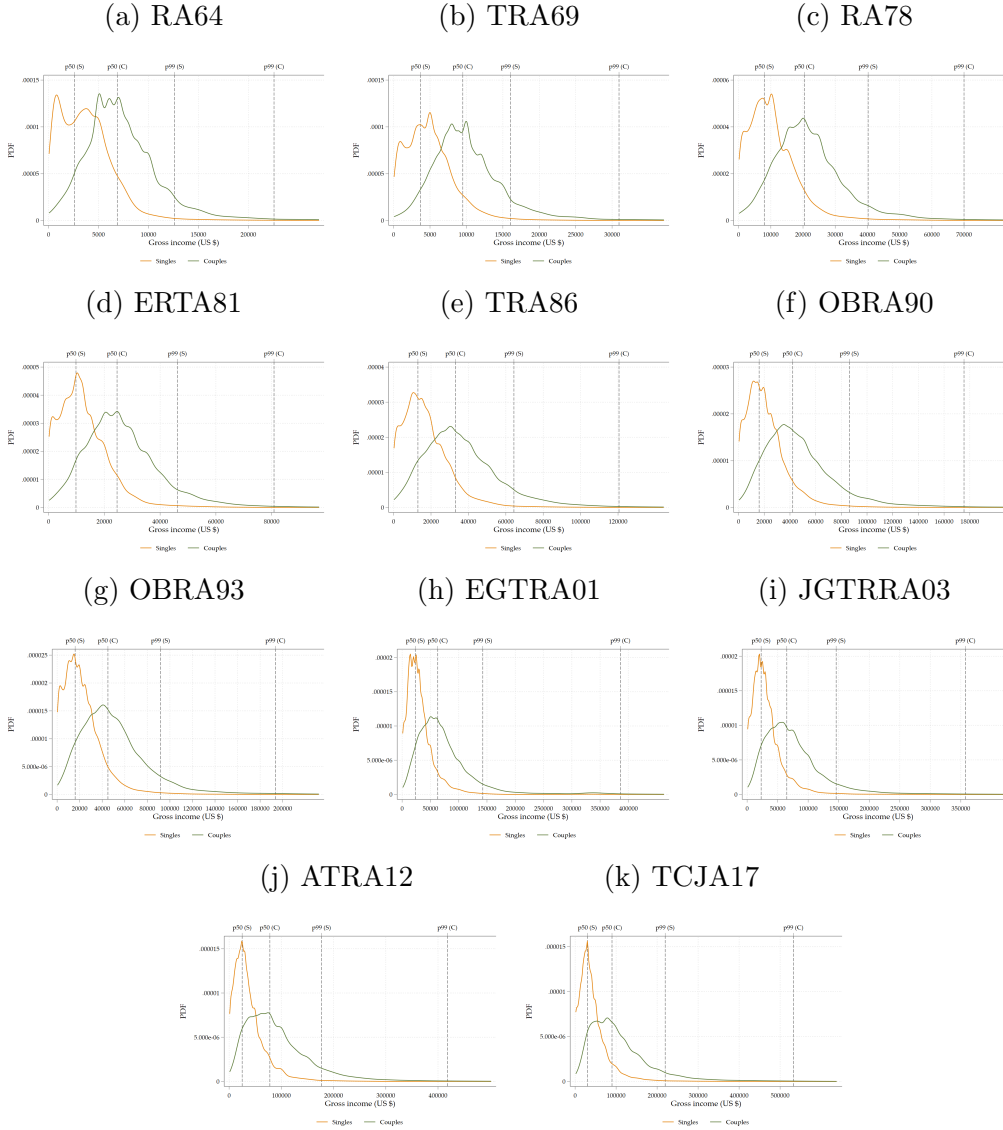 (a) RA64
(b) TRA69
(c) RA78
p50 (S) p50 (C) p99 (S) p99 (C)
.00015
.0001
.00005
0
PDF
0 5000 10000 15000 20000
Gross income (US $)
Singles Couples
p50 (S) p50 (C) p99 (S) p99 (C)
.00015
.0001
.00005
0
PDF
0 5000 10000 15000 20000 25000 30000
Gross income (US $)
Singles Couples
p50 (S) p50 (C) p99 (S) p99 (C)
.00006
.00004
.00002
0
PDF
0 10000 20000 30000 40000 50000 60000 70000
Gross income (US $)
Singles Couples
(d) ERTA81
(e) TRA86
(f) OBRA90
p50 (S) p50 (C) p99 (S) p99 (C)
.00005
.00004
.00003
.00002
.00001
0
PDF
0 20000 40000 60000 80000
Gross income (US $)
Singles Couples
p50 (S) p50 (C) p99 (S) p99 (C)
.00004
.00003
.00002
.00001
0
PDF
0 20000 40000 60000 80000 100000 120000
Gross income (US $)
Singles Couples
p50 (S) p50 (C) p99 (S) p99 (C)
.00003
.00002
.00001
0
PDF
0 20000 40000 60000 80000 100000 120000 140000 160000 180000
Gross income (US $)
Singles Couples
(g) OBRA93
(h) EGTRA01
(i) JGTRRA03
p50 (S) p50 (C) p99 (S) p99 (C)
.000025
.00002
.000015
.00001
5.000e-06
0
PDF
0 20000 40000 60000 80000 100000 120000 140000 160000 180000 200000
Gross income (US $)
Singles Couples
p50 (S) p50 (C) p99 (S) p99 (C)
.00002
.000015
.00001
5.000e-06
0
PDF
0 50000 100000 150000 200000 250000 300000 350000 400000
Gross income (US $)
Singles Couples
p50 (S) p50 (C) p99 (S) p99 (C)
.00002
.000015
.00001
5.000e-06
0
PDF
0 50000 100000 150000 200000 250000 300000 350000
Gross income (US $)
Singles Couples
(j) ATRA12
(k) TCJA17
p50 (S) p50 (C) p99 (S) p99 (C)
.000015
.00001
5.000e-06
0
PDF
0 100000 200000 300000 400000
Gross income (US $)
Singles Couples
p50 (S) p50 (C) p99 (S) p99 (C)
.000015
.00001
5.000e-06
0
PDF
0 100000 200000 300000 400000 500000
Gross income (US $)
Singles Couples